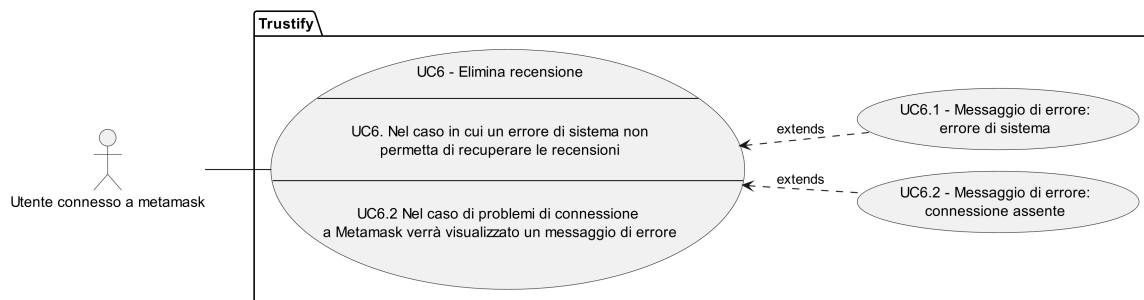 Trustify
UC6 - Elimina recensione
UC6. Nel caso in cui un errore di sistema non
permetta di recuperare le recensioni
UC6.2 Nel caso di problemi di connessione
a Metamask verrà visualizzato un messaggio di errore
Utente connesso a metamask
extends
extends
UC6.1 - Messaggio di errore:
errore di sistema
UC6.2 - Messaggio di errore:
connessione assente